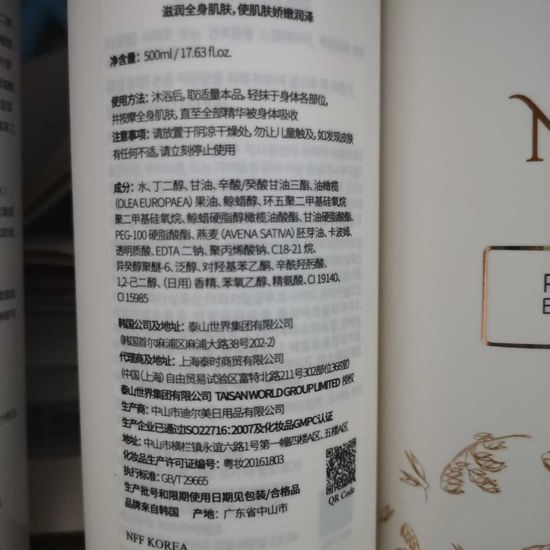 滋润全身肌肤，使肌肤娇嫩润泽
净含量：500ml / 17.63 fl.oz.
使用方法：沐浴后，取适量本品，轻抹于身体各部位，
并按摩全身肌肤，直至全部精华被身体吸收
注意事项：请放置于阴凉干燥处，勿让儿童触及，如发现皮肤
有任何不适，请立刻停止使用
成分：水、丁二醇、甘油、辛酸/癸酸甘油三酯、油橄榄
（OLEA EUROPAEA）果油、鲸蜡醇、环五聚二甲基硅氧烷
聚二甲基硅氧烷、鲸蜡硬脂醇橄榄油酸酯、甘油硬脂酸酯、
PEG-100 硬脂酸酯、燕麦（AVENA SATIVA）胚芽油、卡波姆、
透明质酸、EDTA 二钠、聚丙烯酸钠、C18-21 烷、
异癸醇聚醚-6、泛醇、对羟基苯乙酮、辛酰羟肟酸、
1,2-己二醇、（日用）香精、苯氧乙醇、精氨酸、CI 19140、
CI 15985
韩国公司及地址：泰山世界集团有限公司
（韩国首尔麻浦区麻浦大路38号202-2）
代理商及地址：上海泰时商贸有限公司
（中国（上海）自由贸易试验区富特北路211号302部位368室）
泰山世界集团有限公司 TAISAN WORLD GROUP LIMITED 授权
生产商：中山市迪尔美日用品有限公司
生产企业已通过ISO22716：2007及化妆品GMPC认证
地址：中山市横栏镇永谊六路1号第一幢四楼A区、五楼A区
化妆品生产许可证编号：粤妆20161803
执行标准：GB/T 29665
生产批号和限期使用日期见包装/合格品
品牌来自韩国 产地：广东省中山市
QR Code
NFF KOREA